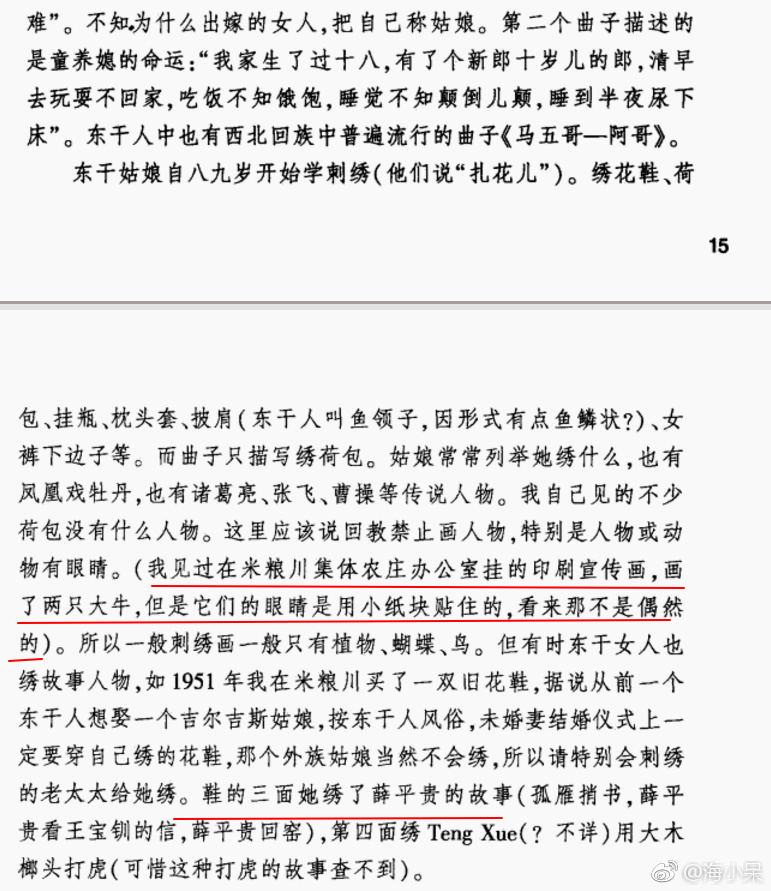 难”。不知为什么出嫁的女人,把自己称姑娘。第二个曲子描述的
是童养媳的命运:“我家生了过十八,有了个新郎十岁儿的郎,清早
去玩耍不回家,吃饭不知饿饱,睡觉不知颠倒儿颠,睡到半夜尿下
床”。东干人中也有西北回族中普遍流行的曲子《马五哥—阿哥》。
东干姑娘自八九岁开始学刺绣(他们说“扎花儿”)。绣花鞋、荷
15
包、挂瓶、枕头套、披肩(东干人叫鱼领子,因形式有点鱼鳞状?)、女
裤下边子等。而曲子只描写绣荷包。姑娘常常列举她绣什么,也有
凤凰戏牡丹,也有诸葛亮、张飞、曹操等传说人物。我自己见的不少
荷包没有什么人物。这里应该说回教禁止画人物,特别是人物或动
物有眼睛。(我见过在米粮川集体农庄办公室挂的印刷宣传画,画
了两只大牛,但是它们的眼睛是用小纸块贴住的,看来那不是偶然
的)。所以一般刺绣画一般只有植物、蝴蝶、鸟。但有时东干女人也
绣故事人物,如1951年我在米粮川买了一双旧花鞋,据说从前一个
东干人想娶一个吉尔吉斯姑娘,按东干人风俗,未婚妻结婚仪式上一
定要穿自己绣的花鞋,那个外族姑娘当然不会绣,所以请特别会刺绣
的老太太给她绣。鞋的三面她绣了薛平贵的故事(孤雁捎书,薛平
贵看王宝钏的信,薛平贵回窑),第四面绣Teng Xue(?不详)用大木
榔头打虎(可惜这种打虎的故事查不到)。
@海小杲